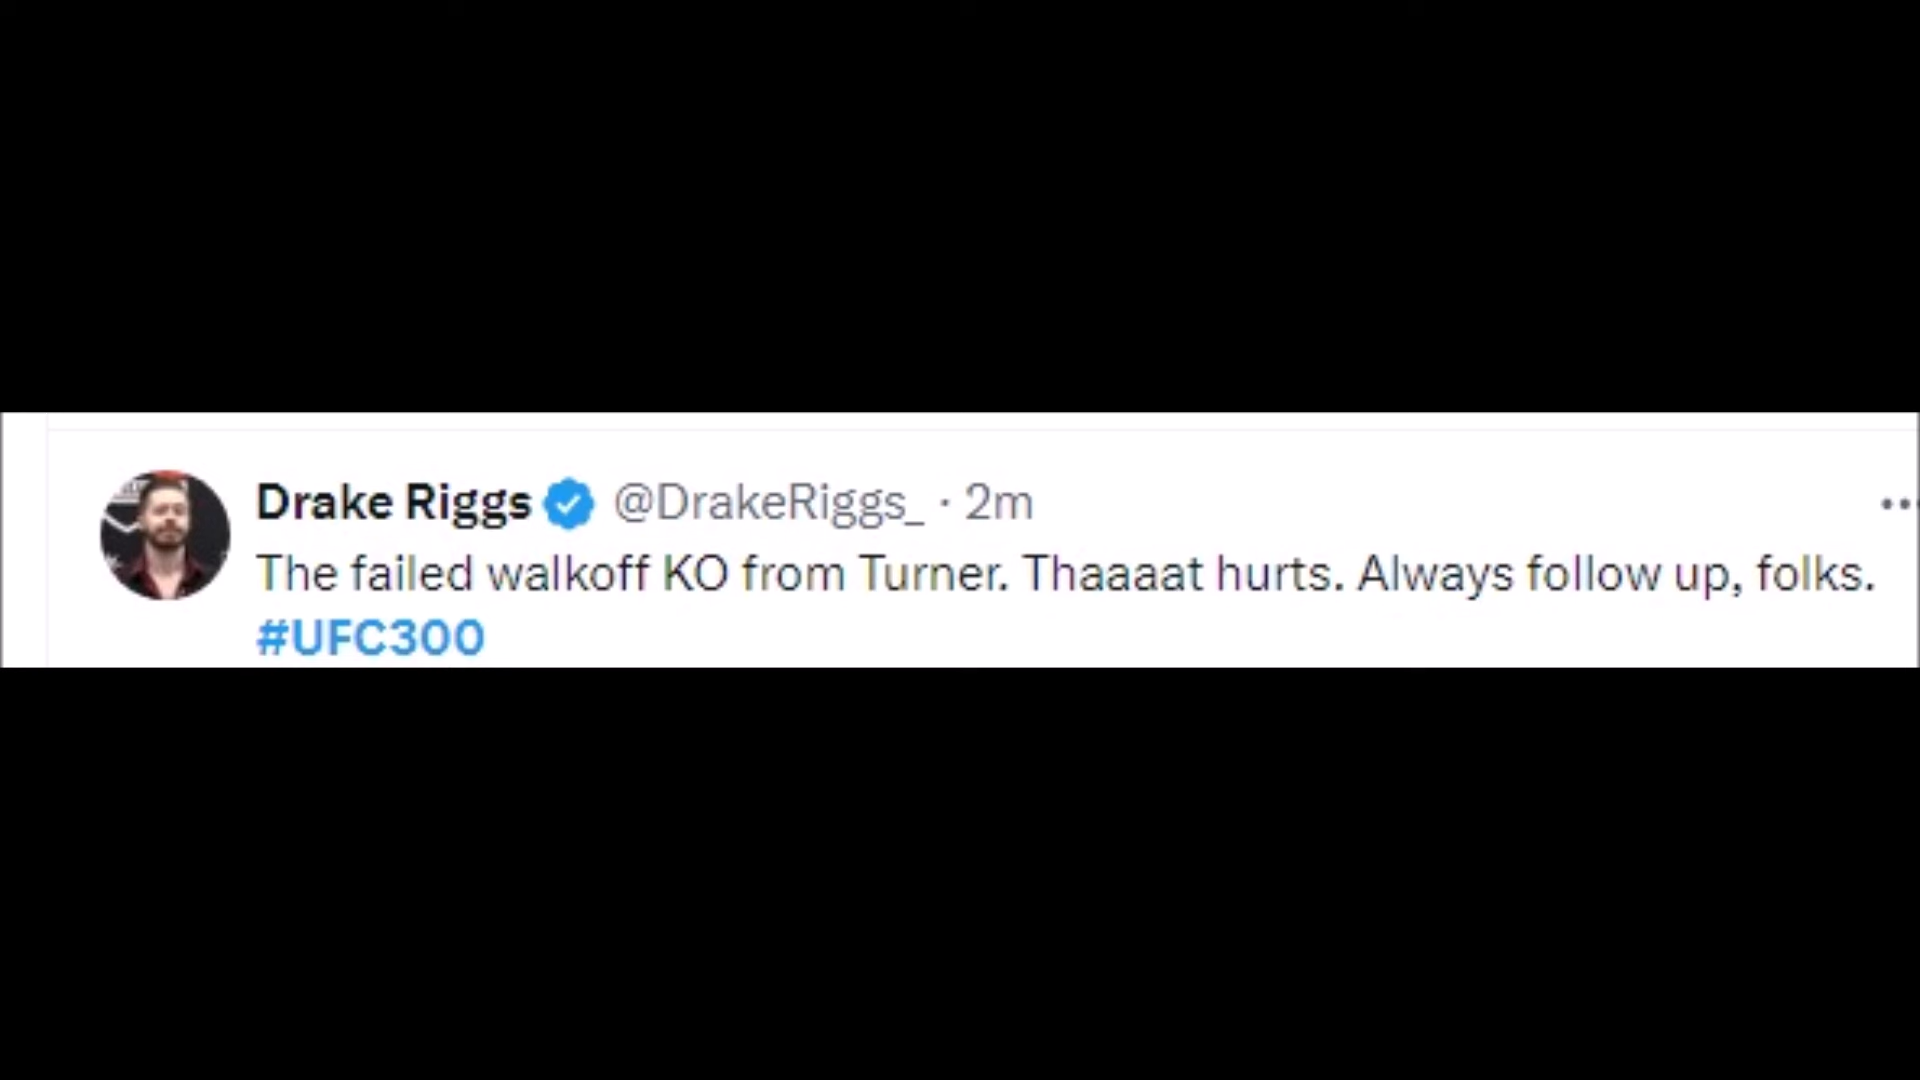 Drake Riggs @DrakeRiggs_ · 2m
The failed walkoff KO from Turner. Thaaaat hurts. Always follow up, folks.
#UFC300